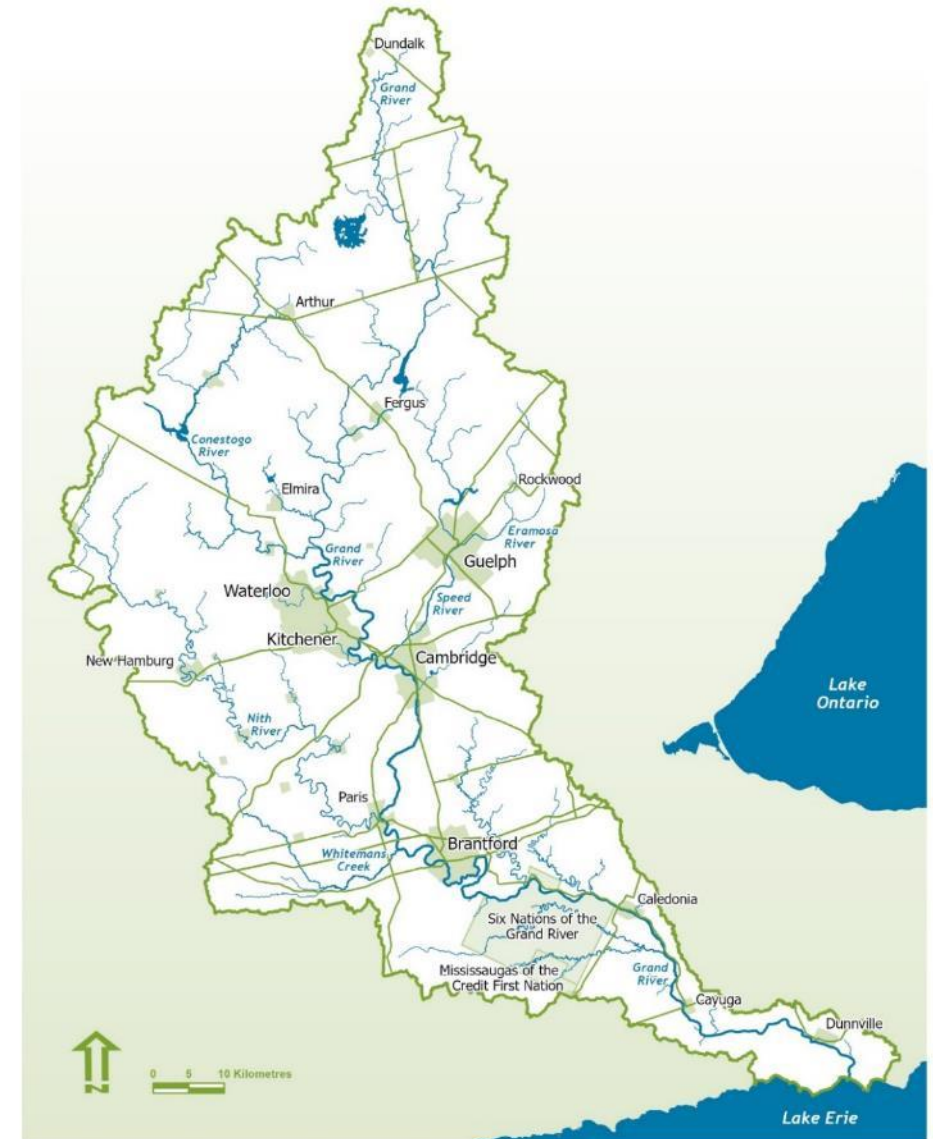 Dundalk
Grand
River
Arthur
Fergus
Conestogo
River
Elmira
Rockwood
Eramosa
River
Grand
River
Guelph
Waterloo
Speed
River
Kitchener
New Hamburg
Cambridge
Lake
Ontario
Nith
River
Paris
Brantford
Whitemans
Creek
Caledonia
Six Nations of the
Grand River
Mississaugas of the
Credit First Nation
Grand
River
Cayuga
Dunnville
N
0 5 10 Kilometres
Lake Erie